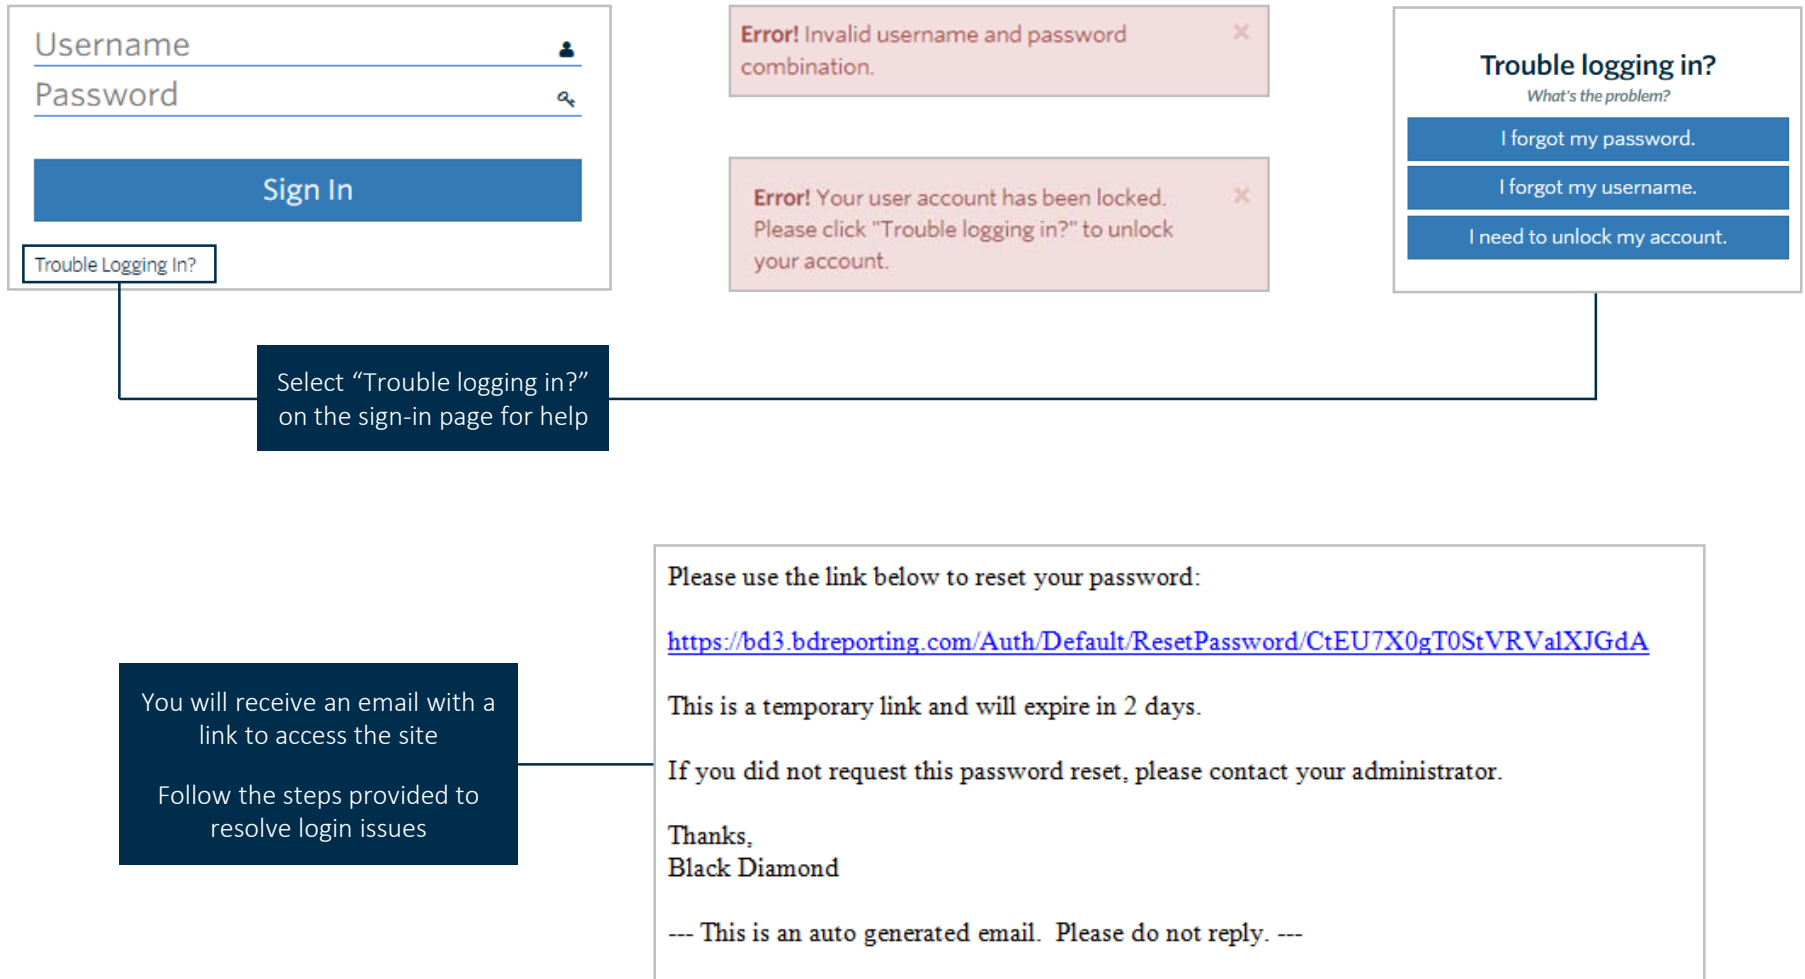 Username
Password
Sign In
Trouble Logging In?
Error! Invalid username and password
combination.
Error! Your user account has been locked.
Please click "Trouble logging in?" to unlock
your account.
Trouble logging in?
What's the problem?
I forgot my password.
I forgot my username.
I need to unlock my account.
Select “Trouble logging in?”
on the sign-in page for help
You will receive an email with a
link to access the site
Follow the steps provided to
resolve login issues
Please use the link below to reset your password:
https://bd3.bdreporting.com/Auth/Default/ResetPassword/CtEU7X0gT0StVRValXJGdA
This is a temporary link and will expire in 2 days.
If you did not request this password reset, please contact your administrator.
Thanks,
Black Diamond
--- This is an auto generated email.  Please do not reply. ---